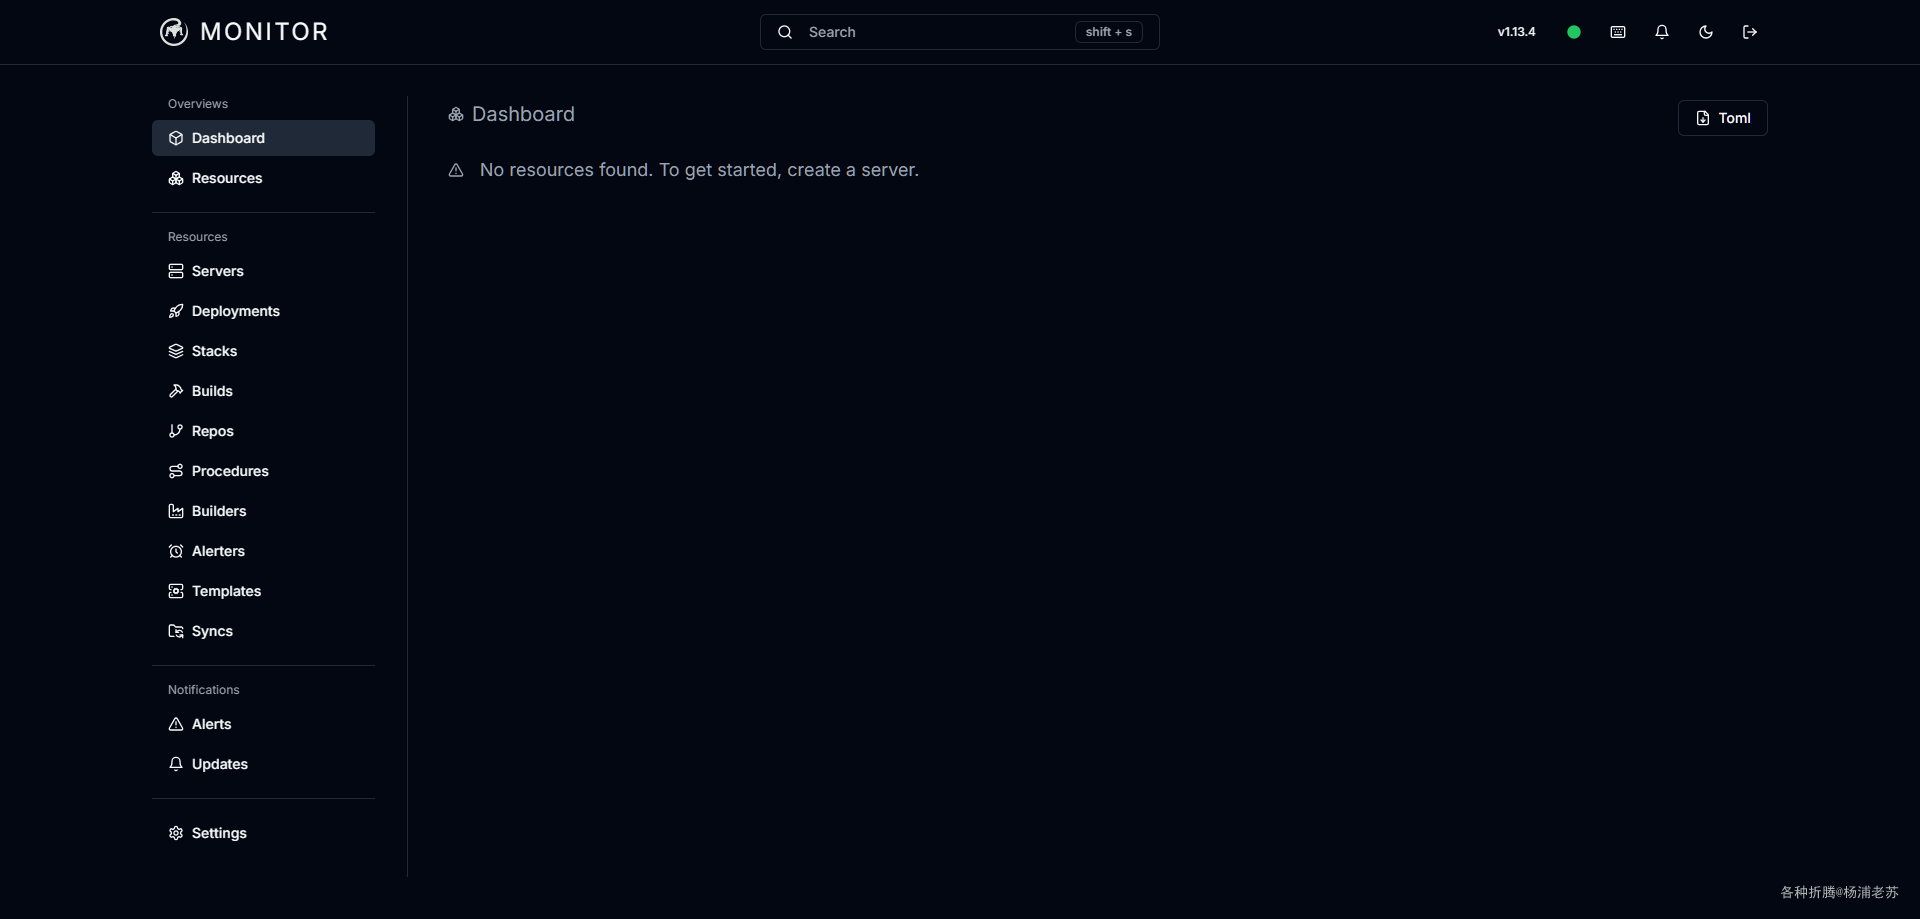 MONITOR
Search
shift + s
v1.13.4
Overviews
Dashboard
Resources
Resources
Servers
Deployments
Stacks
Builds
Repos
Procedures
Builders
Alerters
Templates
Syncs
Notifications
Alerts
Updates
Settings
Dashboard
Toml
No resources found. To get started, create a server.
各种折腾@杨浦老苏